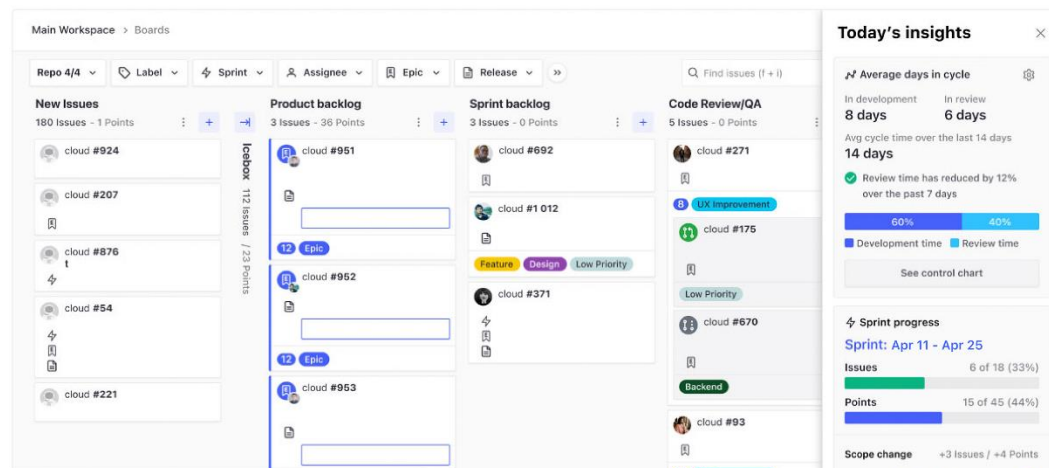 Main Workspace > Boards
Today's insights ×
Repo 4/4
Label
Sprint
Assignee
Epic
Release
»
Find issues (f + i)
New Issues
180 Issues - 1 Points
+
cloud #924
cloud #207
cloud #876
t
cloud #54
cloud #221
Icebox 112 Issues / 23 Points
Product backlog
3 Issues - 36 Points
+
cloud #951
12 Epic
cloud #952
12 Epic
cloud #953
Sprint backlog
3 Issues - 0 Points
+
cloud #692
cloud #1 012
Feature Design Low Priority
cloud #371
Code Review/QA
5 Issues - 0 Points
cloud #271
8 UX Improvement
cloud #175
Low Priority
cloud #670
Backend
cloud #93
Average days in cycle
In development In review
8 days 6 days
Avg cycle time over the last 14 days
14 days
Review time has reduced by 12%
over the past 7 days
60% 40%
Development time Review time
See control chart
Sprint progress
Sprint: Apr 11 - Apr 25
Issues 6 of 18 (33%)
Points 15 of 45 (44%)
Scope change +3 Issues / +4 Points